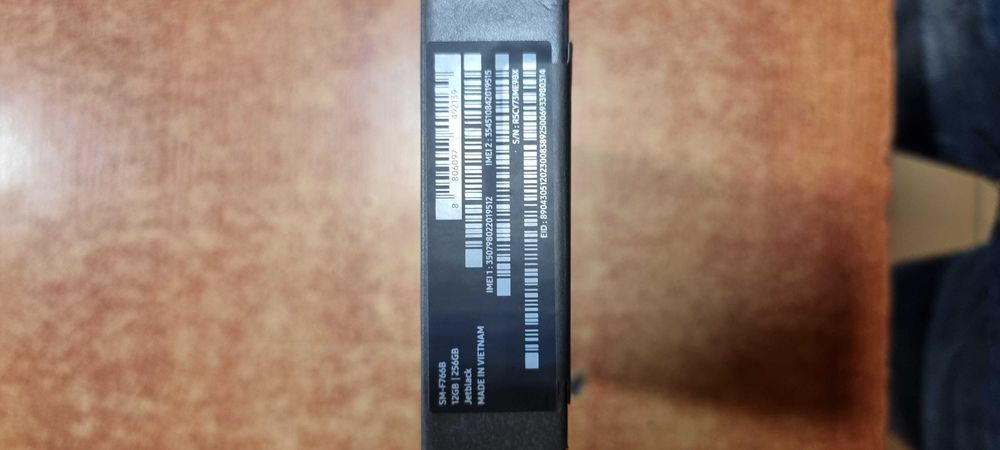 SM-F766B
12GB | 256GB
Jetblack
MADE IN VIETNAM
8 806097 492139
IMEI 1 : 350798022019512
IMEI 2 : 354510842019515
S/N : R5CY73ME9BX
EID : 89043051202300838925006933980314